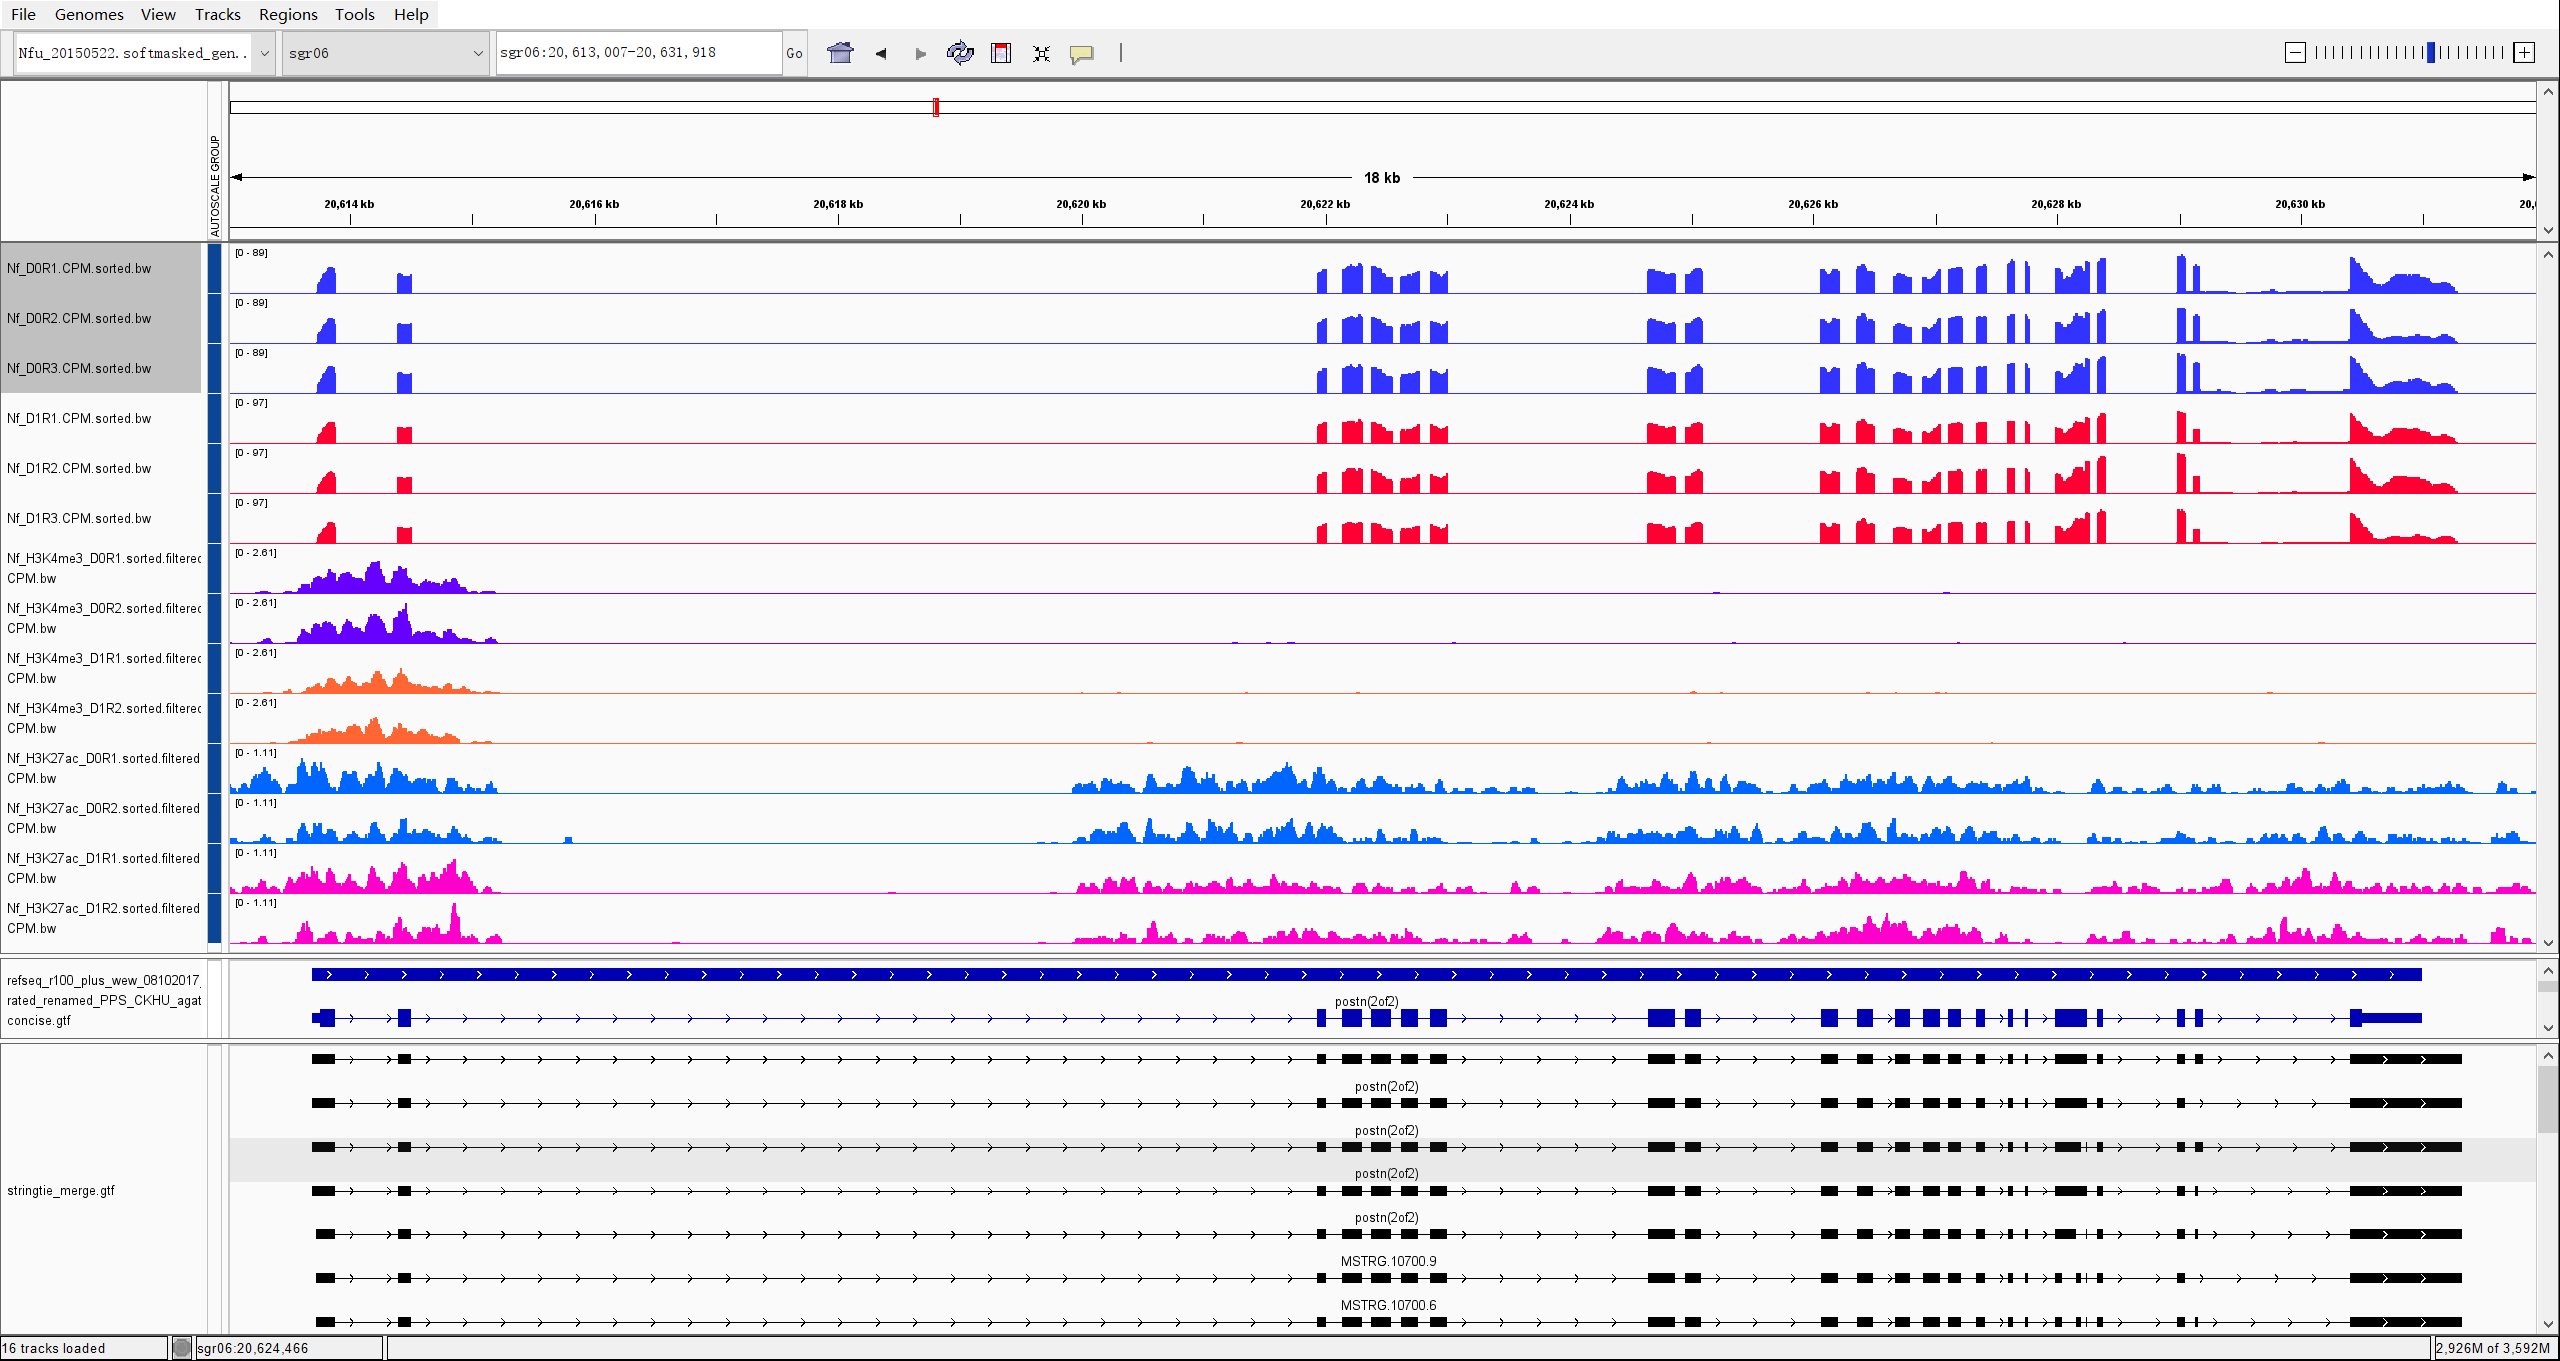 File Genomes View Tracks Regions Tools Help
Nfu_20150522.softmasked_gen.. sgr06 sgr06:20,613,007-20,631,918 Go
AUTOSCALE GROUP
18 kb
20,614 kb 20,616 kb 20,618 kb 20,620 kb 20,622 kb 20,624 kb 20,626 kb 20,628 kb 20,630 kb 20,0
[0 - 89]
Nf_D0R1.CPM.sorted.bw
[0 - 89]
Nf_D0R2.CPM.sorted.bw
[0 - 89]
Nf_D0R3.CPM.sorted.bw
[0 - 97]
Nf_D1R1.CPM.sorted.bw
[0 - 97]
Nf_D1R2.CPM.sorted.bw
[0 - 97]
Nf_D1R3.CPM.sorted.bw
[0 - 2.61]
Nf_H3K4me3_D0R1.sorted.filterec
CPM.bw
[0 - 2.61]
Nf_H3K4me3_D0R2.sorted.filterec
CPM.bw
[0 - 2.61]
Nf_H3K4me3_D1R1.sorted.filterec
CPM.bw
[0 - 2.61]
Nf_H3K4me3_D1R2.sorted.filterec
CPM.bw
[0 - 1.11]
Nf_H3K27ac_D0R1.sorted.filtered
CPM.bw
[0 - 1.11]
Nf_H3K27ac_D0R2.sorted.filtered
CPM.bw
[0 - 1.11]
Nf_H3K27ac_D1R1.sorted.filtered
CPM.bw
[0 - 1.11]
Nf_H3K27ac_D1R2.sorted.filtered
CPM.bw
refseq_r100_plus_wew_08102017_
rated_renamed_PPS_CKHU_agat
concise.gtf
postn(2of2)
postn(2of2)
postn(2of2)
postn(2of2)
stringtie_merge.gtf
postn(2of2)
MSTRG.10700.9
MSTRG.10700.6
16 tracks loaded sgr06:20,624,466 2,926M of 3,592M